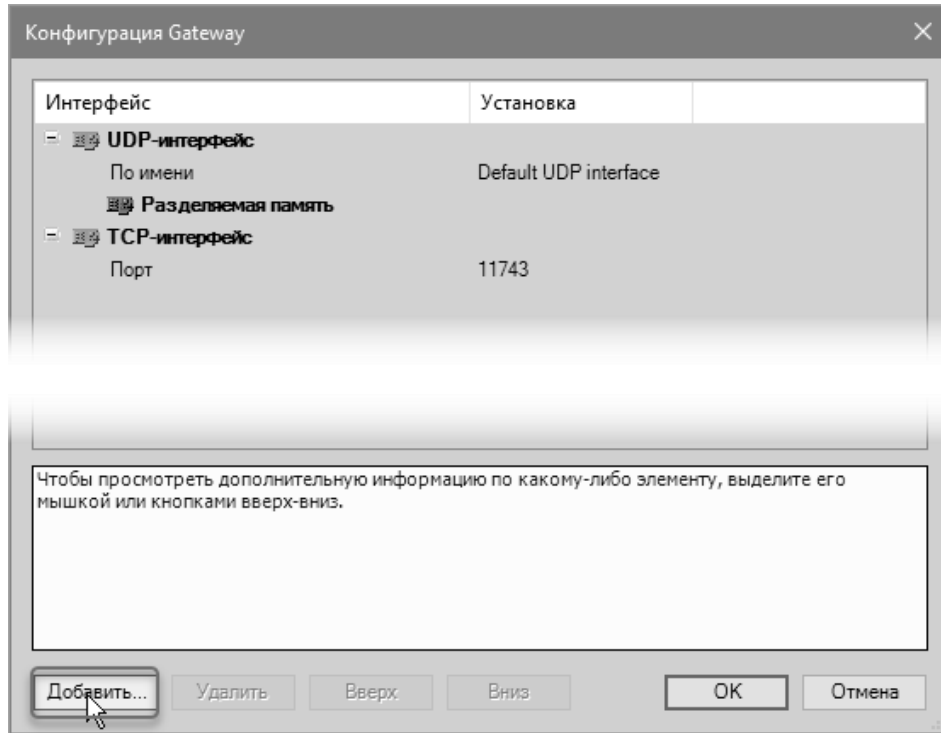 Конфигурация Gateway
Интерфейс Установка
UDP-интерфейс
По имени Default UDP interface
Разделяемая память
TCP-интерфейс
Порт 11743
Чтобы просмотреть дополнительную информацию по какому-либо элементу, выделите его
мышкой или кнопками вверх-вниз.
Добавить... Удалить Вверх Вниз OK Отмена